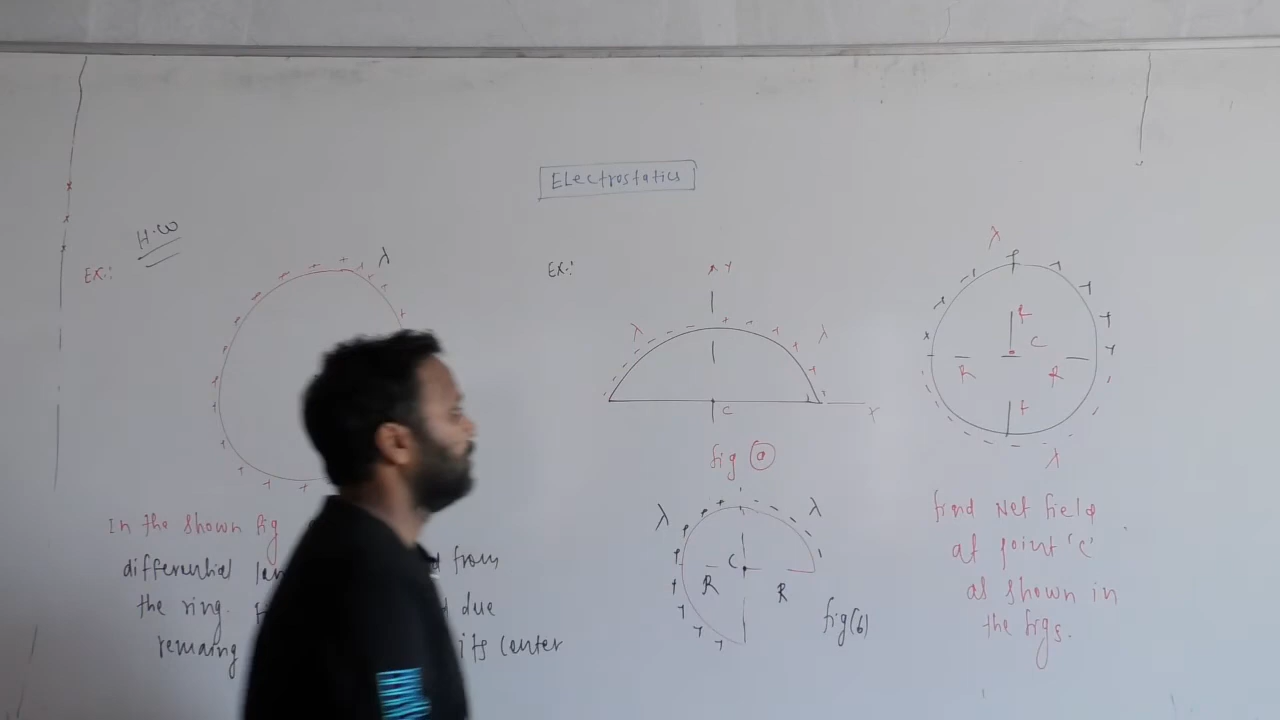 Electrostatics
H.W
Ex.:
λ
In the shown fig
differential from
the ring. due
remaing its center
Ex.:
Y
λ λ
C X
fig (a)
λ λ
C
R R
fig(b)
λ
R
C
R R
λ
find Net field
at point 'C'
as shown in
the figs.